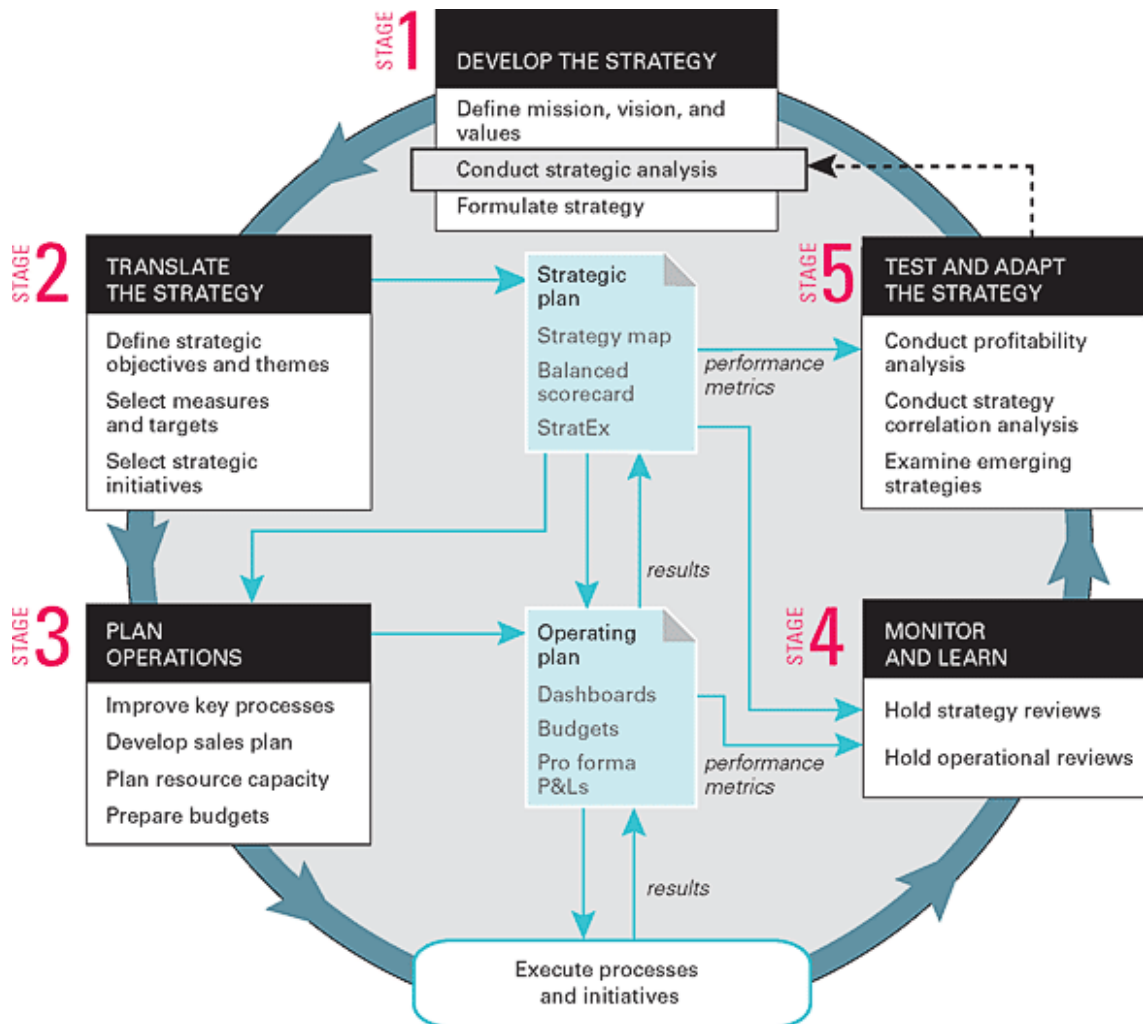 STAGE 1
DEVELOP THE STRATEGY
Define mission, vision, and
values
Conduct strategic analysis
Formulate strategy
STAGE 2
TRANSLATE
THE STRATEGY
Define strategic
objectives and themes
Select measures
and targets
Select strategic
initiatives
Strategic
plan
Strategy map
Balanced
scorecard
StratEx
performance
metrics
STAGE 5
TEST AND ADAPT
THE STRATEGY
Conduct profitability
analysis
Conduct strategy
correlation analysis
Examine emerging
strategies
results
STAGE 3
PLAN
OPERATIONS
Improve key processes
Develop sales plan
Plan resource capacity
Prepare budgets
Operating
plan
Dashboards
Budgets
Pro forma
P&Ls
performance
metrics
STAGE 4
MONITOR
AND LEARN
Hold strategy reviews
Hold operational reviews
results
Execute processes
and initiatives